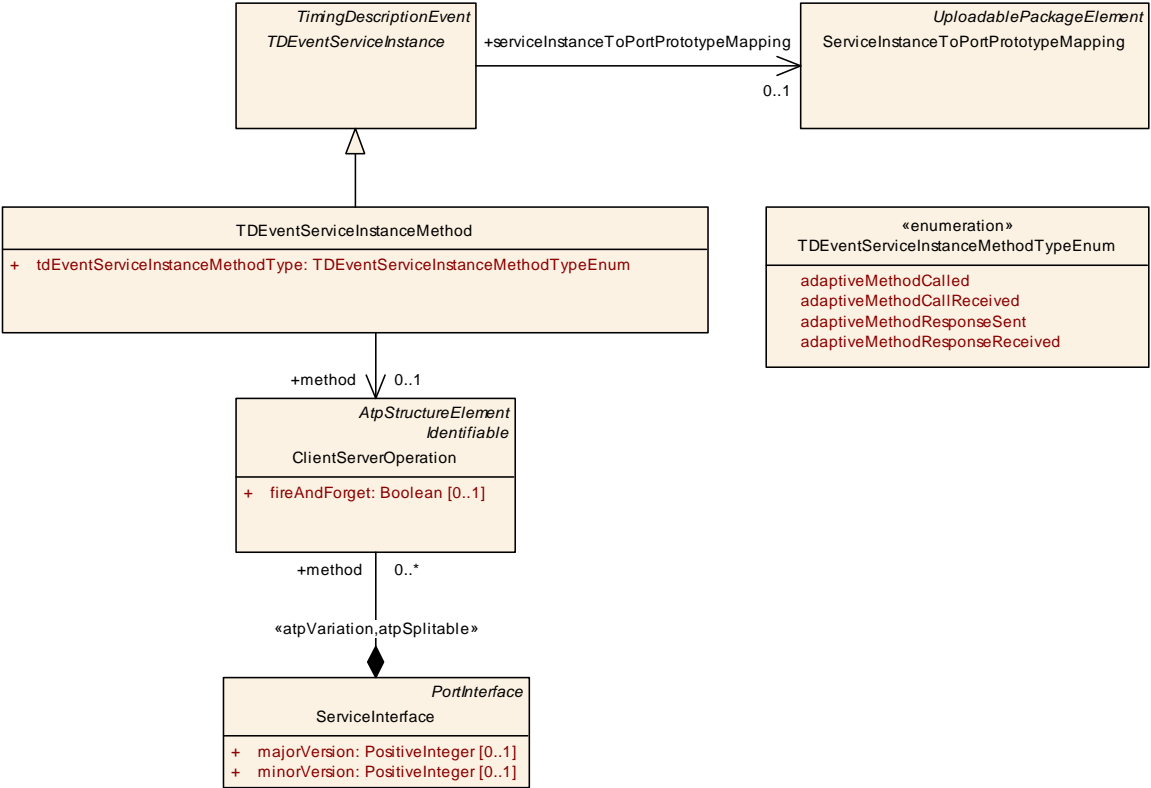 TimingDescriptionEvent
TDEventServiceInstance
+serviceInstanceToPortPrototypeMapping
0..1
UploadablePackageElement
ServiceInstanceToPortPrototypeMapping
TDEventServiceInstanceMethod
+ tdEventServiceInstanceMethodType: TDEventServiceInstanceMethodTypeEnum
«enumeration»
TDEventServiceInstanceMethodTypeEnum
adaptiveMethodCalled
adaptiveMethodCallReceived
adaptiveMethodResponseSent
adaptiveMethodResponseReceived
+method 0..1
AtpStructureElement
Identifiable
ClientServerOperation
+ fireAndForget: Boolean [0..1]
+method 0..*
«atpVariation,atpSplitable»
PortInterface
ServiceInterface
+ majorVersion: PositiveInteger [0..1]
+ minorVersion: PositiveInteger [0..1]